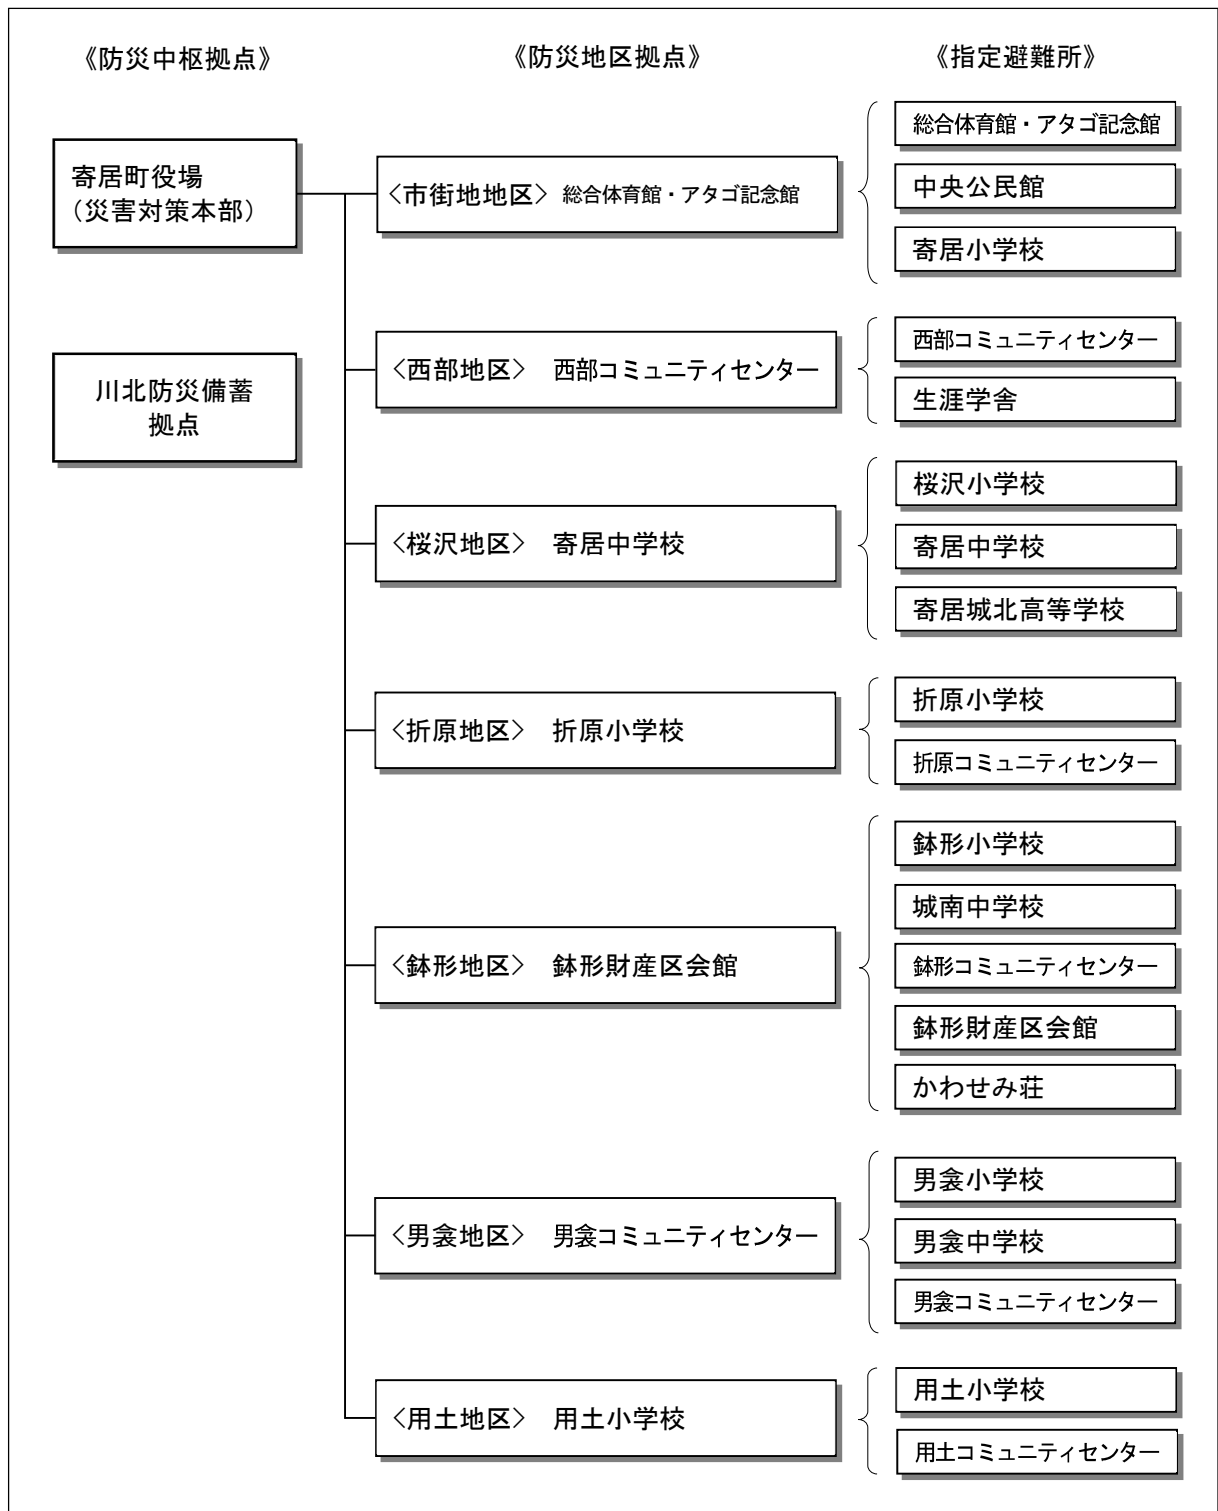 《防災中枢拠点》
《防災地区拠点》
《指定避難所》
寄居町役場
（災害対策本部）
川北防災備蓄
拠点
〈市街地地区〉 総合体育館・アタゴ記念館
総合体育館・アタゴ記念館
中央公民館
寄居小学校
〈西部地区〉 西部コミュニティセンター
西部コミュニティセンター
生涯学舎
〈桜沢地区〉 寄居中学校
桜沢小学校
寄居中学校
寄居城北高等学校
〈折原地区〉 折原小学校
折原小学校
折原コミュニティセンター
〈鉢形地区〉 鉢形財産区会館
鉢形小学校
城南中学校
鉢形コミュニティセンター
鉢形財産区会館
かわせみ荘
〈男衾地区〉 男衾コミュニティセンター
男衾小学校
男衾中学校
男衾コミュニティセンター
〈用土地区〉 用土小学校
用土小学校
用土コミュニティセンター